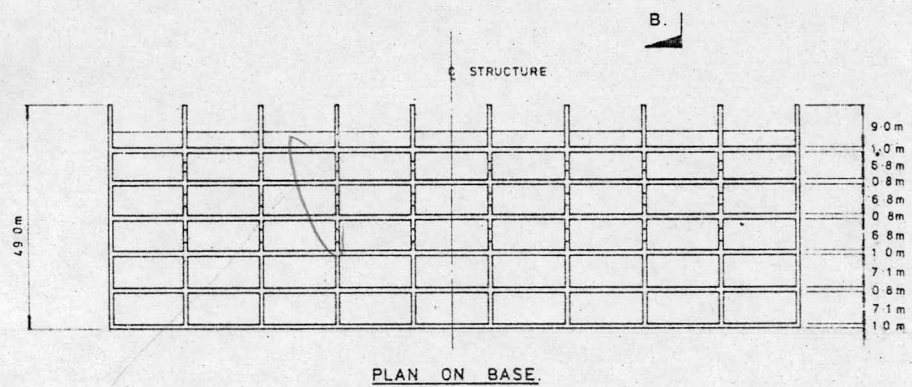 B.
℄ STRUCTURE.
49·0m
9·0m
1·0m
6·8m
0·8m
6·8m
0·8m
6·8m
1·0m
7·1m
0·8m
7·1m
1·0m
PLAN ON BASE.